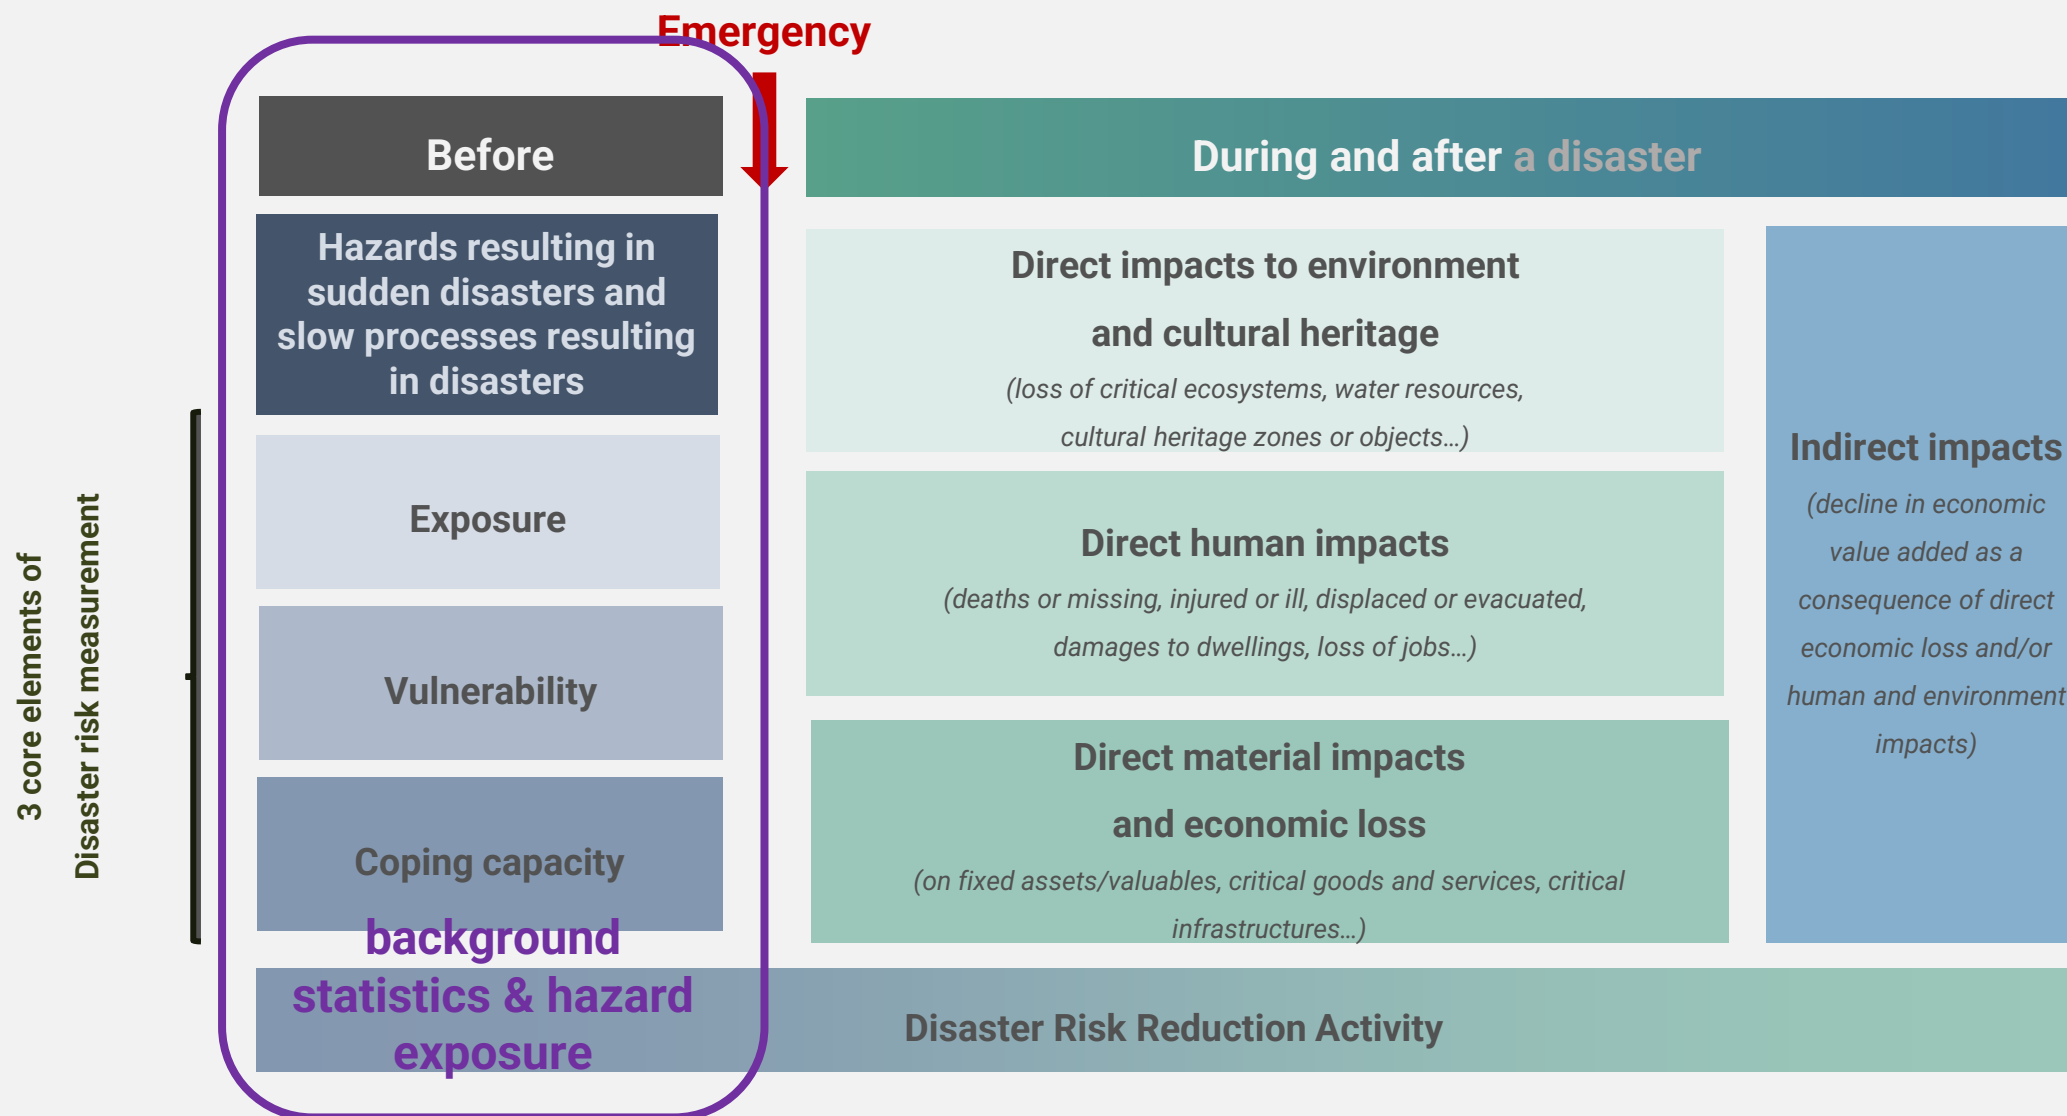 Emergency
Before
During and after a disaster
Hazards resulting in
sudden disasters and
slow processes resulting
in disasters
Exposure
Vulnerability
Coping capacity
3 core elements of
Disaster risk measurement
background
statistics & hazard
exposure
Direct impacts to environment
and cultural heritage
(loss of critical ecosystems, water resources,
cultural heritage zones or objects…)
Direct human impacts
(deaths or missing, injured or ill, displaced or evacuated,
damages to dwellings, loss of jobs…)
Direct material impacts
and economic loss
(on fixed assets/valuables, critical goods and services, critical
infrastructures…)
Indirect impacts
(decline in economic
value added as a
consequence of direct
economic loss and/or
human and environment
impacts)
Disaster Risk Reduction Activity